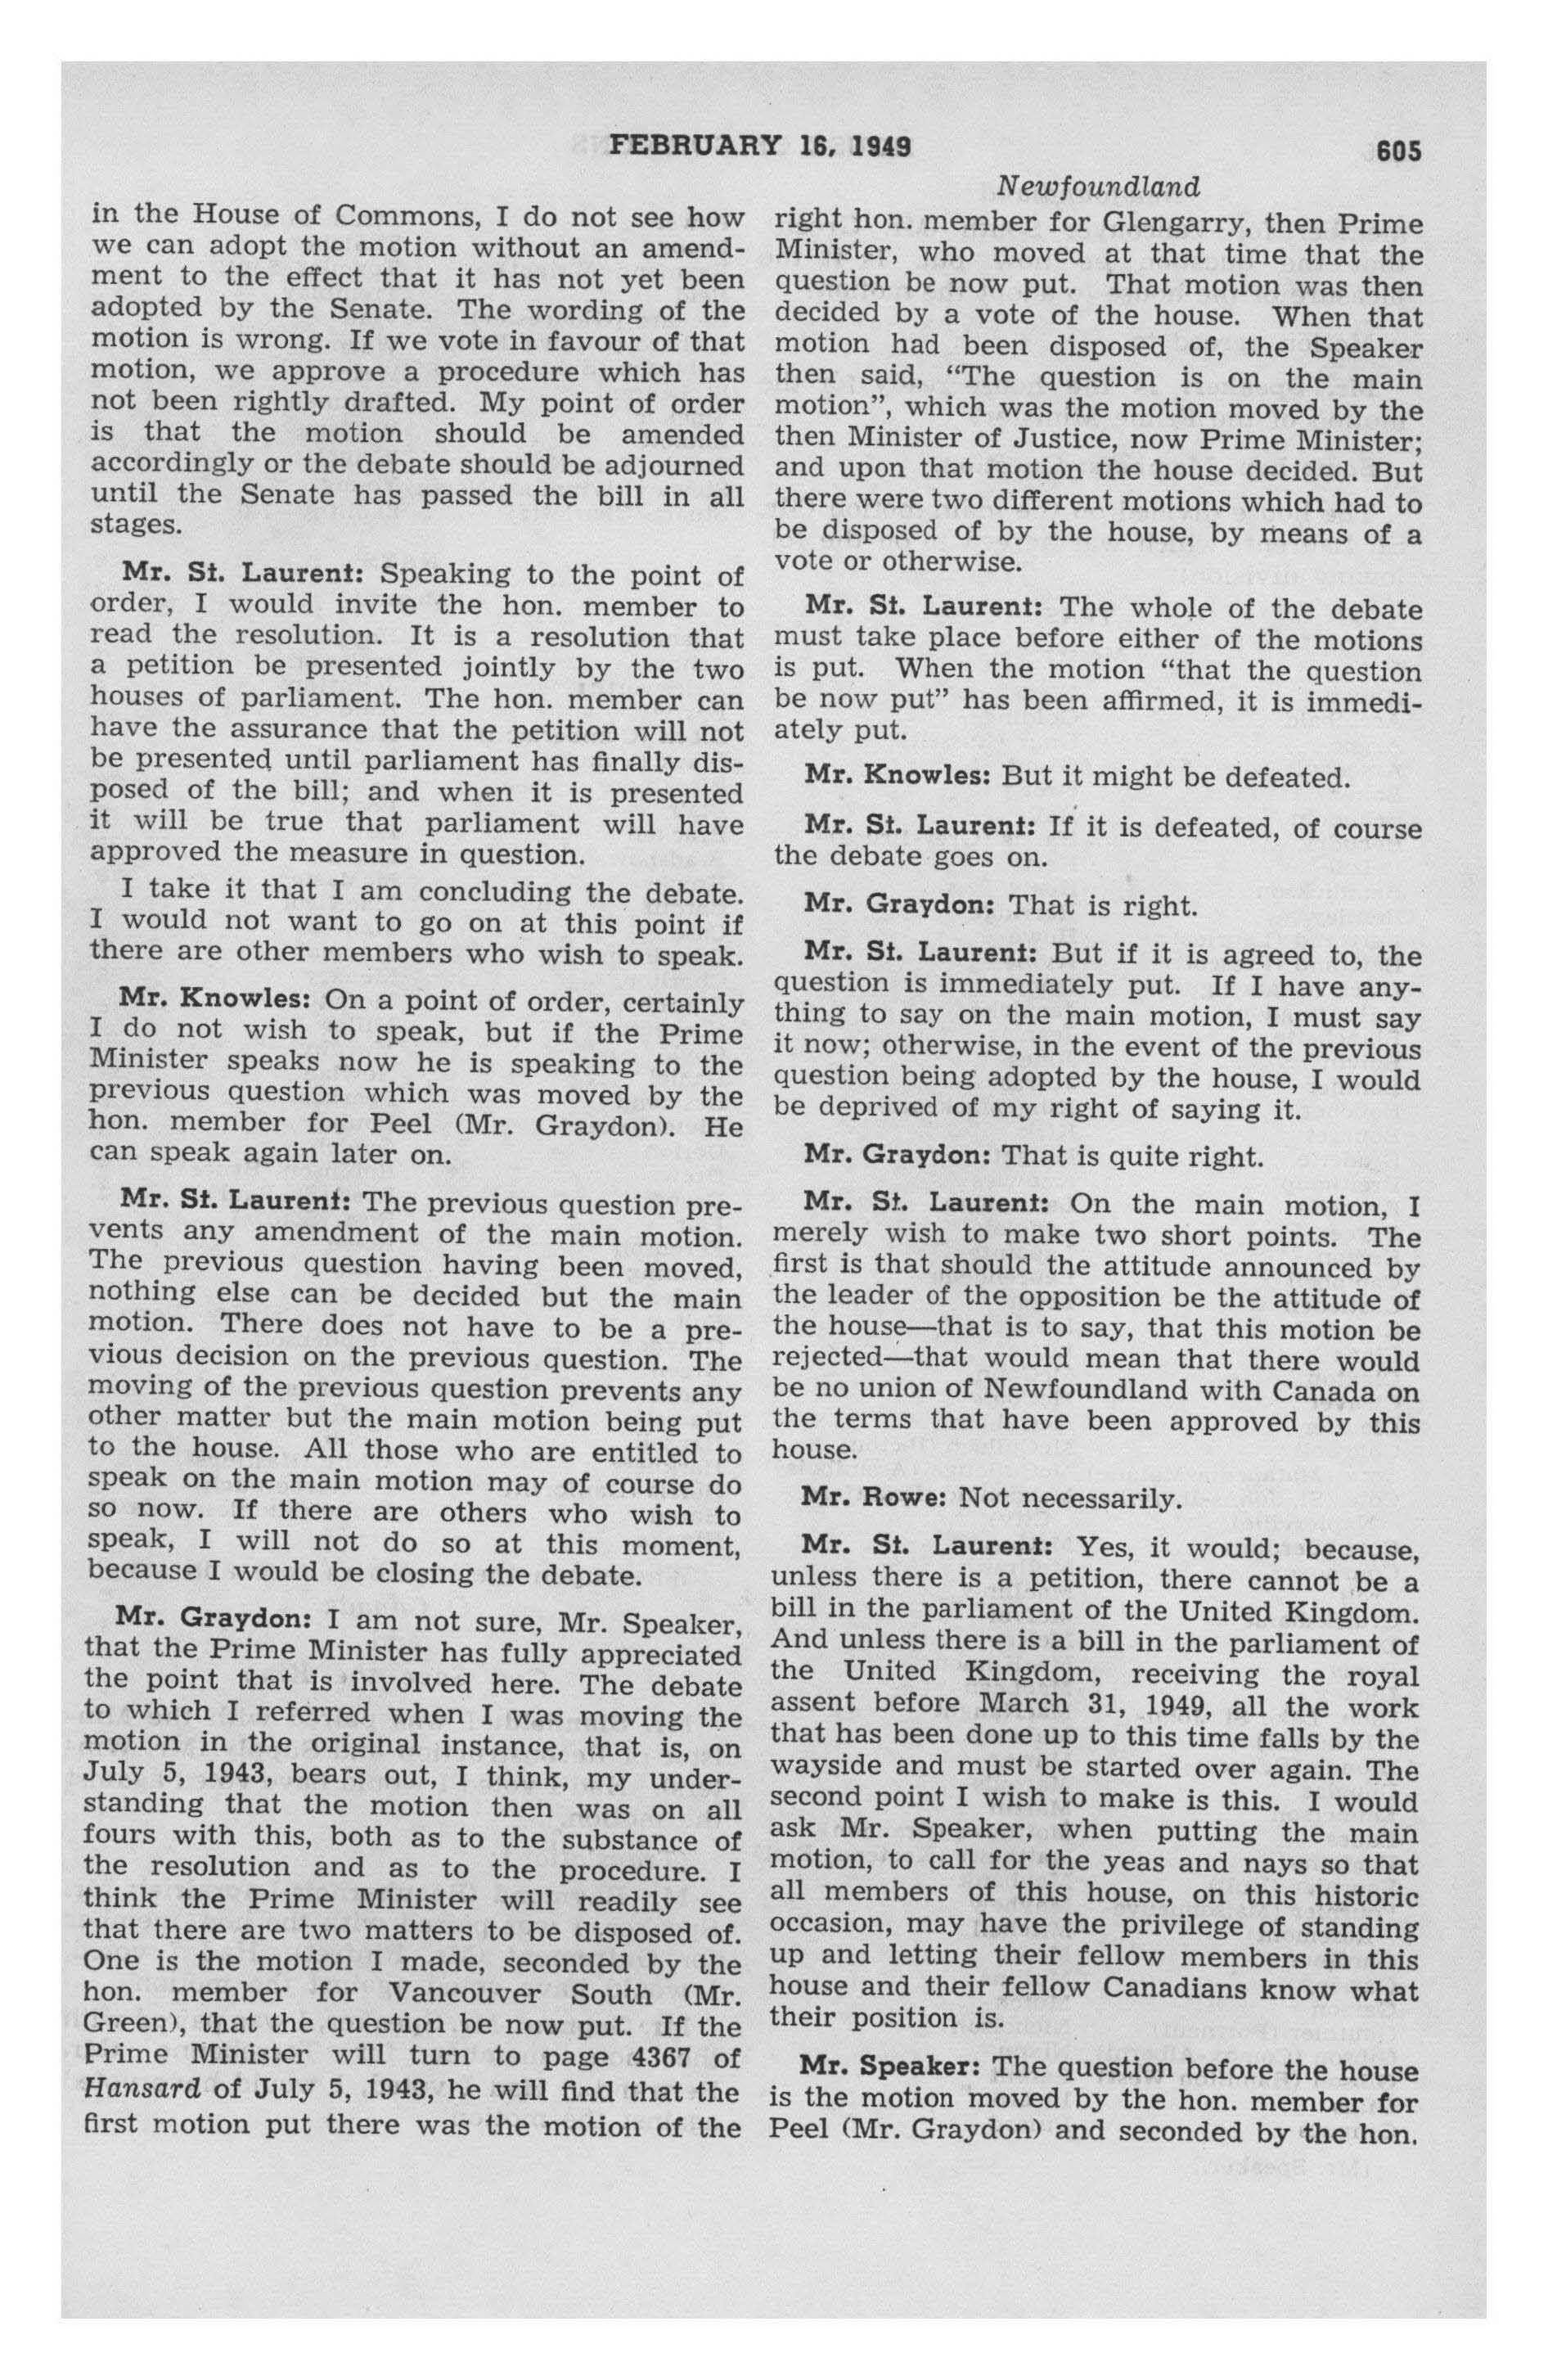 FEBRUARY 16, 1949
605
Newfoundland
in the House of Commons, I do not see how
we can adopt the motion without an amend-
ment to the effect that it has not yet been
adopted by the Senate. The wording of the
motion is wrong. If we vote in favour of that
motion, we approve a procedure which has
not been rightly drafted. My point of order
is that the motion should be amended
accordingly or the debate should be adjourned
until the Senate has passed the bill in all
stages.
Mr. St. Laurent: Speaking to the point of
order, I would invite the hon. member to
read the resolution. It is a resolution that
a petition be presented jointly by the two
houses of parliament. The hon. member can
have the assurance that the petition will not
be presented until parliament has finally dis-
posed of the bill; and when it is presented
it will be true that parliament will have
approved the measure in question.
I take it that I am concluding the debate.
I would not want to go on at this point if
there are other members who wish to speak.
Mr. Knowles: On a point of order, certainly
I do not wish to speak, but if the Prime
Minister speaks now he is speaking to the
previous question which was moved by the
hon. member for Peel (Mr. Graydon). He
can speak again later on.
Mr. St. Laurent: The previous question pre-
vents any amendment of the main motion.
The previous question having been moved,
nothing else can be decided but the main
motion. There does not have to be a pre-
vious decision on the previous question. The
moving of the previous question prevents any
other matter but the main motion being put
to the house. All those who are entitled to
speak on the main motion may of course do
so now. If there are others who wish to
speak, I will not do so at this moment,
because I would be closing the debate.
Mr. Graydon: I am not sure, Mr. Speaker,
that the Prime Minister has fully appreciated
the point that is involved here. The debate
to which I referred when I was moving the
motion in the original instance, that is, on
July 5, 1943, bears out, I think, my under-
standing that the motion then was on all
fours with this, both as to the substance of
the resolution and as to the procedure. I
think the Prime Minister will readily see
that there are two matters to be disposed of.
One is the motion I made, seconded by the
hon. member for Vancouver South (Mr.
Green), that the question be now put. If the
Prime Minister will turn to page 4367 of
Hansard of July 5, 1943, he will find that the
first motion put there was the motion of the
right hon. member for Glengarry, then Prime
Minister, who moved at that time that the
question be now put. That motion was then
decided by a vote of the house. When that
motion had been disposed of, the Speaker
then said, “The question is on the main
motion”, which was the motion moved by the
then Minister of Justice, now Prime Minister;
and upon that motion the house decided. But
there were two different motions which had to
be disposed of by the house, by means of a
vote or otherwise.
Mr. St. Laurent: The whole of the debate
must take place before either of the motions
is put. When the motion “that the question
be now put” has been affirmed, it is immedi-
ately put.
Mr. Knowles: But it might be defeated.
Mr. St. Laurent: If it is defeated, of course
the debate goes on.
Mr. Graydon: That is right.
Mr. St. Laurent: But if it is agreed to, the
question is immediately put. If I have any-
thing to say on the main motion, I must say
it now; otherwise, in the event of the previous
question being adopted by the house, I would
be deprived of my right of saying it.
Mr. Graydon: That is quite right.
Mr. St. Laurent: On the main motion, I
merely wish to make two short points. The
first is that should the attitude announced by
the leader of the opposition be the attitude of
the house—that is to say, that this motion be
rejected—that would mean that there would
be no union of Newfoundland with Canada on
the terms that have been approved by this
house.
Mr. Rowe: Not necessarily.
Mr. St. Laurent: Yes, it would; because,
unless there is a petition, there cannot be a
bill in the parliament of the United Kingdom.
And unless there is a bill in the parliament of
the United Kingdom, receiving the royal
assent before March 31, 1949, all the work
that has been done up to this time falls by the
wayside and must be started over again. The
second point I wish to make is this. I would
ask Mr. Speaker, when putting the main
motion, to call for the yeas and nays so that
all members of this house, on this historic
occasion, may have the privilege of standing
up and letting their fellow members in this
house and their fellow Canadians know what
their position is.
Mr. Speaker: The question before the house
is the motion moved by the hon. member for
Peel (Mr. Graydon) and seconded by the hon.